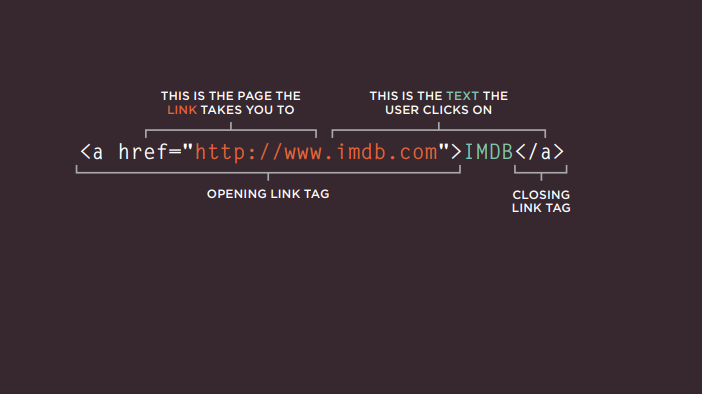 THIS IS THE PAGE THE
LINK TAKES YOU TO
THIS IS THE TEXT THE
USER CLICKS ON
<a href="http://www.imdb.com">IMDB</a>
OPENING LINK TAG
CLOSING
LINK TAG